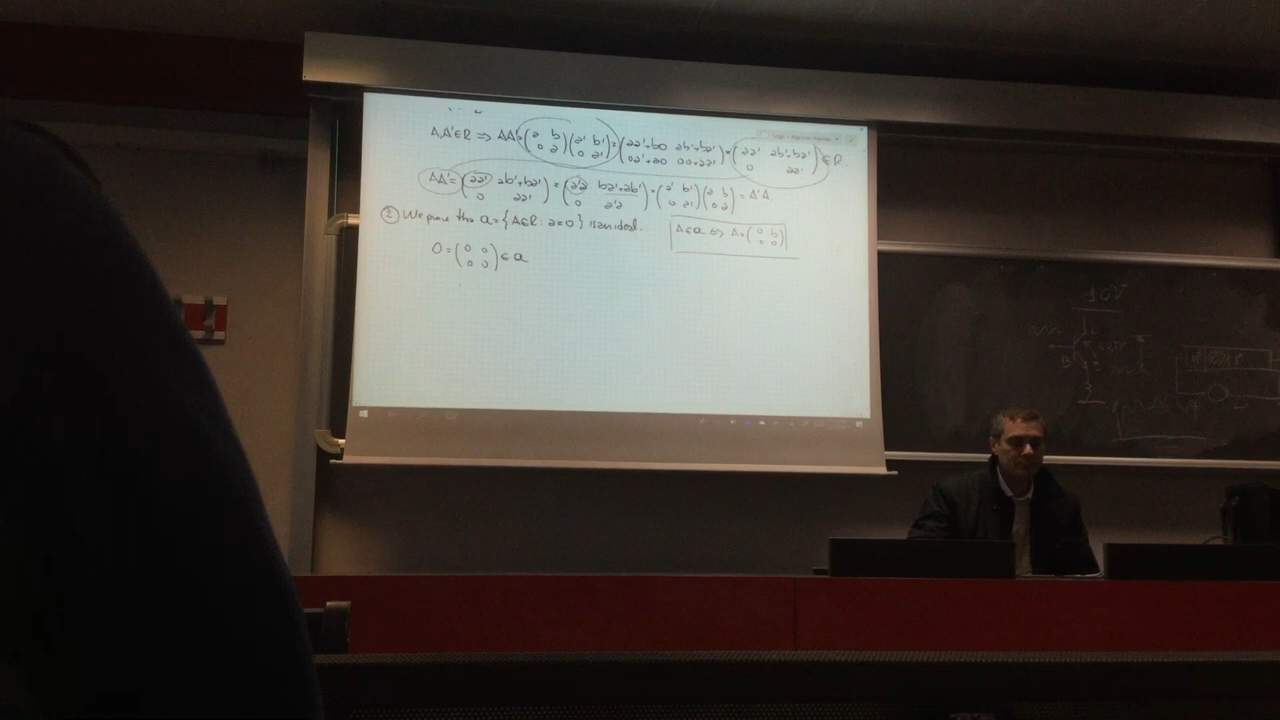 A,A'∈R ⇒ AA'=(a b / 0 a)(a' b' / 0 a')=(aa'+b0 ab'+ba' / 0a'+a0 00+aa')=(aa' ab'+ba' / 0 aa')∈R.
AA'=(aa' ab'+ba' / 0 aa')=(a'a ba'+ab' / 0 a'a)=(a' b' / 0 a')(a b / 0 a)=A'A.
② We prove tha a={A∈R: a=0} is an ideal.
A∈a ⇔ A=(0 b / 0 0)
0=(0 0 / 0 0)∈a
10V